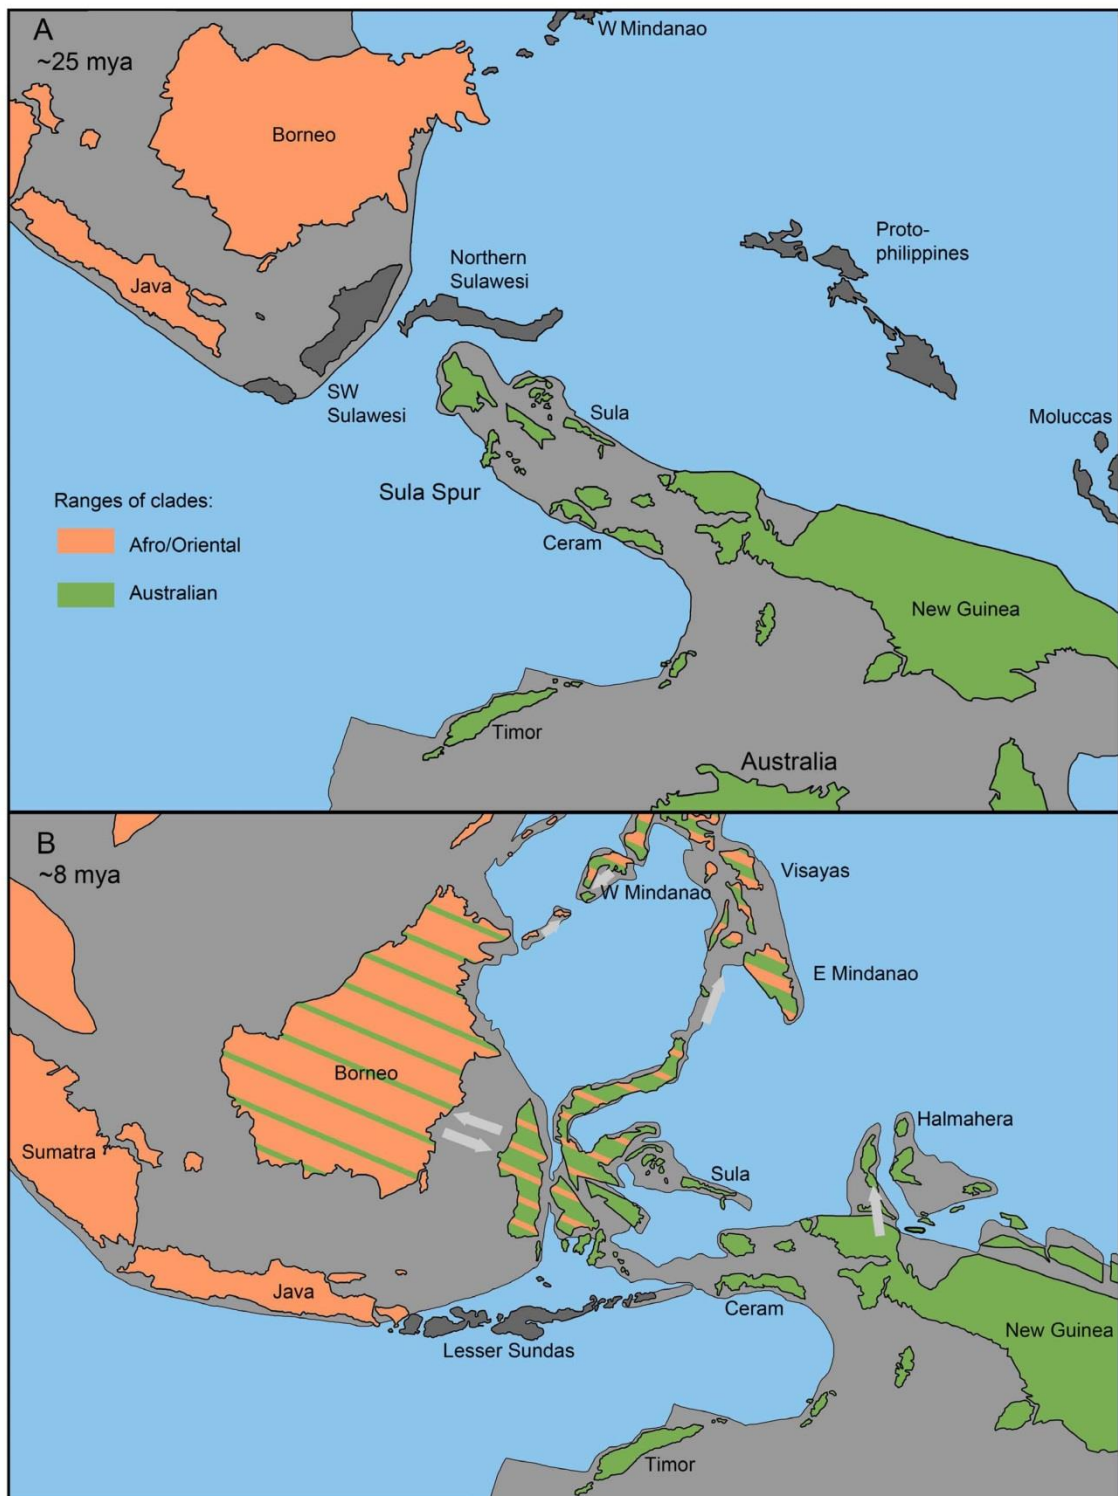 A
~25 mya
W Mindanao
Borneo
Proto-
philippines
Northern
Sulawesi
Java
SW
Sulawesi
Sula
Moluccas
Sula Spur
Ranges of clades:
Afro/Oriental
Australian
Ceram
New Guinea
Timor
Australia
B
~8 mya
Visayas
W Mindanao
E Mindanao
Borneo
Halmahera
Sumatra
Sula
Java
Ceram
Lesser Sundas
New Guinea
Timor